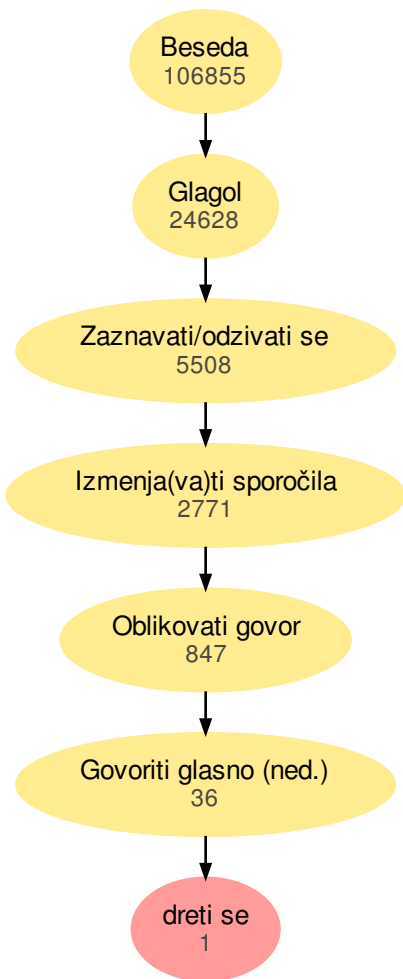 Beseda
106855
Glagol
24628
Zaznavati/odzivati se
5508
Izmenja(va)ti sporočila
2771
Oblikovati govor
847
Govoriti glasno (ned.)
36
dreti se
1